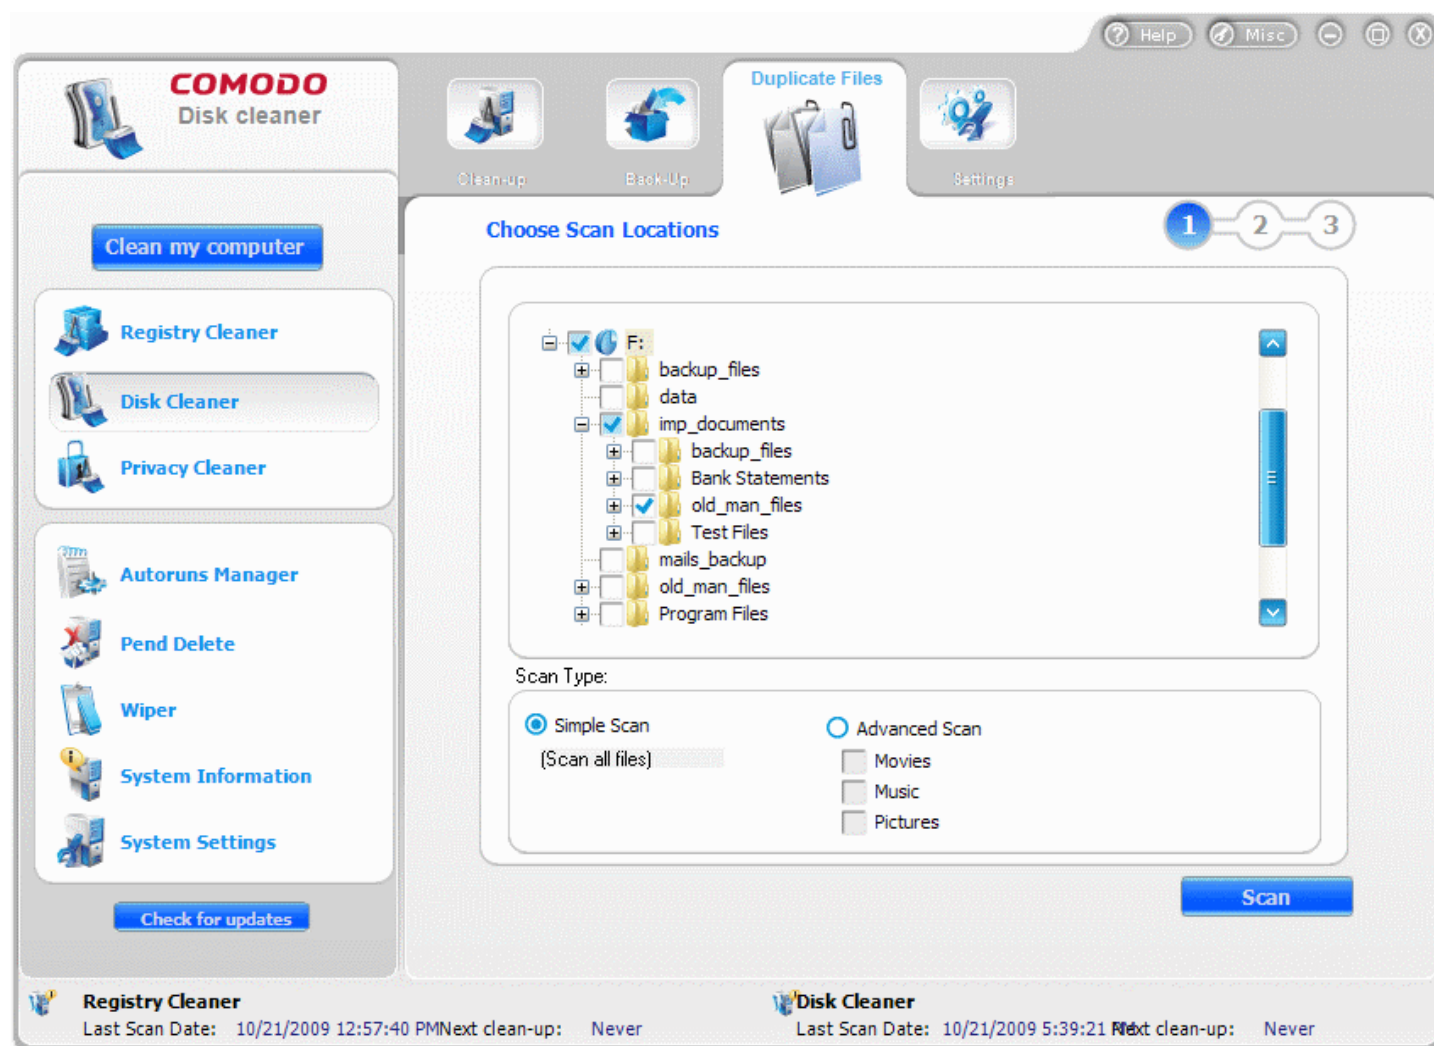 Help Misc
COMODO
Disk cleaner
Clean-up
Back-Up
Duplicate Files
Settings
Clean my computer
Registry Cleaner
Disk Cleaner
Privacy Cleaner
Autoruns Manager
Pend Delete
Wiper
System Information
System Settings
Check for updates
Choose Scan Locations
1 2 3
F:
backup_files
data
imp_documents
backup_files
Bank Statements
old_man_files
Test Files
mails_backup
old_man_files
Program Files
Scan Type:
Simple Scan
(Scan all files)
Advanced Scan
Movies
Music
Pictures
Scan
Registry Cleaner
Last Scan Date: 10/21/2009 12:57:40 PM Next clean-up: Never
Disk Cleaner
Last Scan Date: 10/21/2009 5:39:21 clean-up: Never